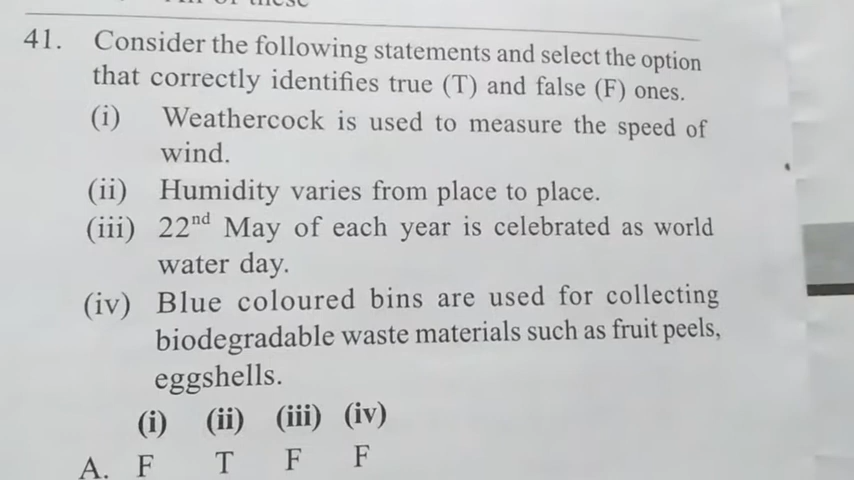 these
41. Consider the following statements and select the option
that correctly identifies true (T) and false (F) ones.
(i) Weathercock is used to measure the speed of
wind.
(ii) Humidity varies from place to place.
(iii) 22nd May of each year is celebrated as world
water day.
(iv) Blue coloured bins are used for collecting
biodegradable waste materials such as fruit peels,
eggshells.
(i) (ii) (iii) (iv)
A. F T F F